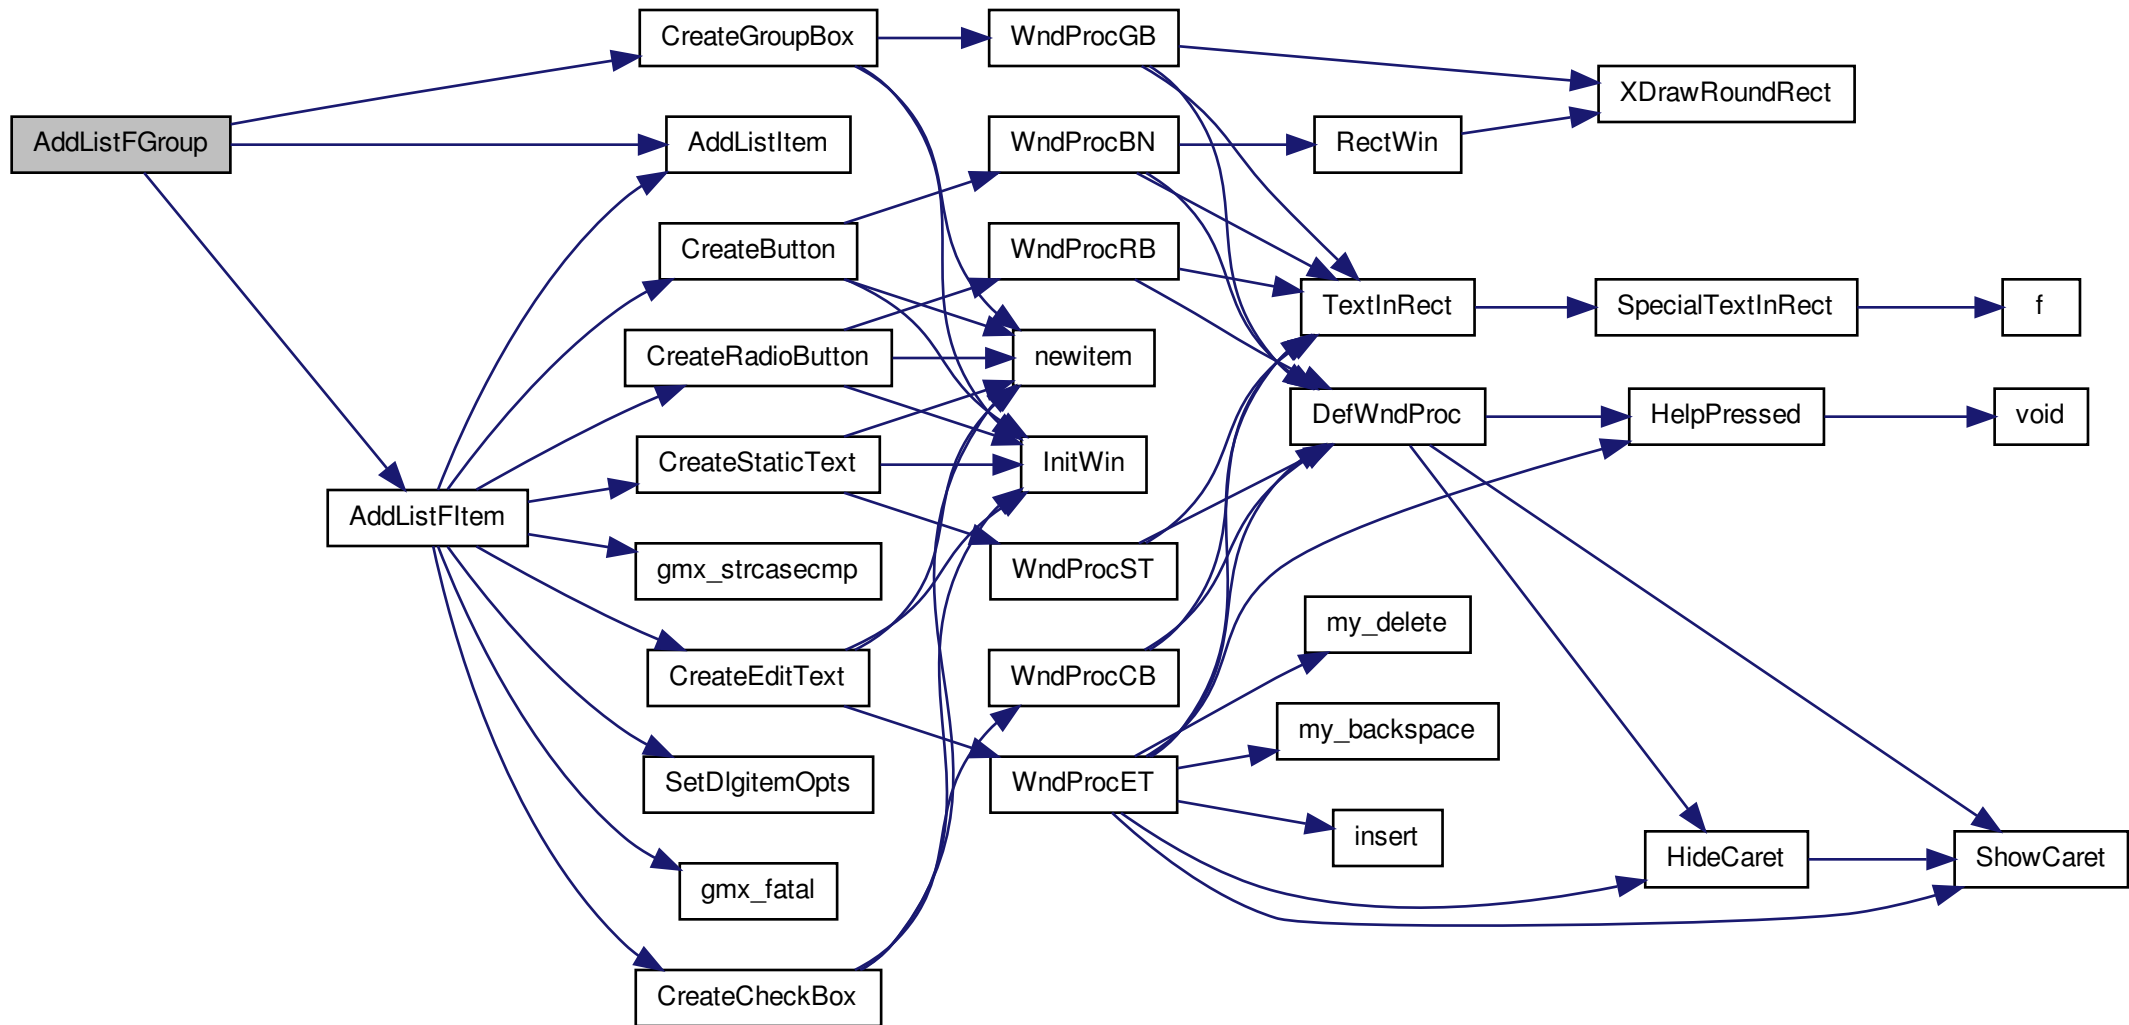 AddListFGroup
AddListFItem
CreateGroupBox
AddListItem
CreateButton
CreateRadioButton
CreateStaticText
gmx_strcasecmp
CreateEditText
SetDlgitemOpts
gmx_fatal
CreateCheckBox
WndProcGB
WndProcBN
WndProcRB
newitem
InitWin
WndProcST
WndProcCB
WndProcET
RectWin
TextInRect
DefWndProc
my_delete
my_backspace
insert
XDrawRoundRect
SpecialTextInRect
HelpPressed
HideCaret
f
void
ShowCaret